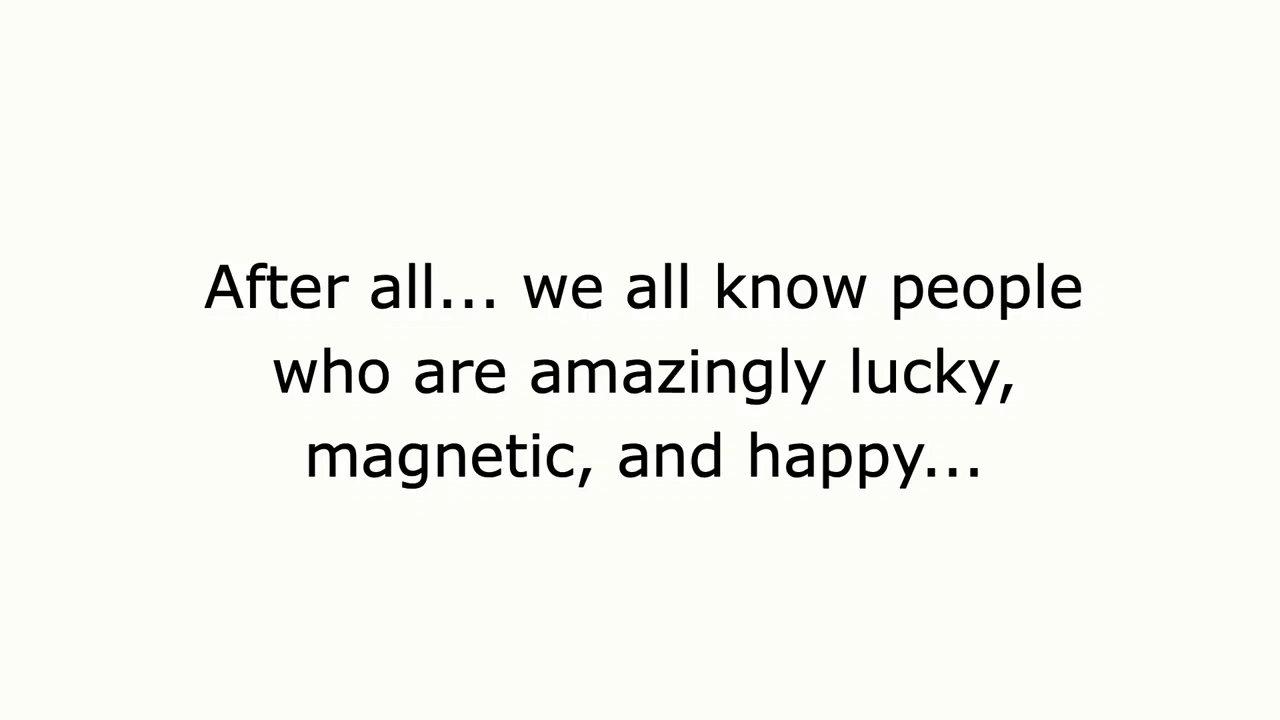 After all... we all know people
who are amazingly lucky,
magnetic, and happy...